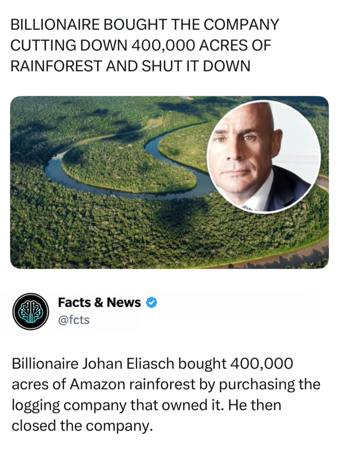 BILLIONAIRE BOUGHT THE COMPANY
CUTTING DOWN 400,000 ACRES OF
RAINFOREST AND SHUT IT DOWN
Facts & News
@fcts
Billionaire Johan Eliasch bought 400,000
acres of Amazon rainforest by purchasing the
logging company that owned it. He then
closed the company.